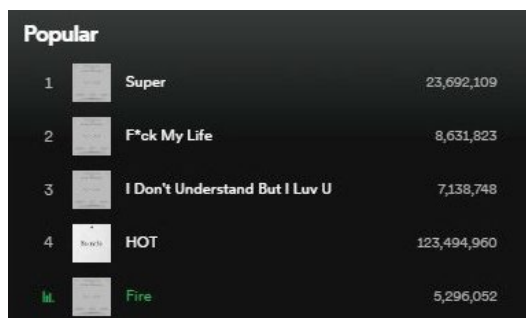 Popular
1 Super 23,692,109
2 F*ck My Life 8,631,823
3 I Don't Understand But I Luv U 7,138,748
4 HOT 123,494,960
Fire 5,296,052